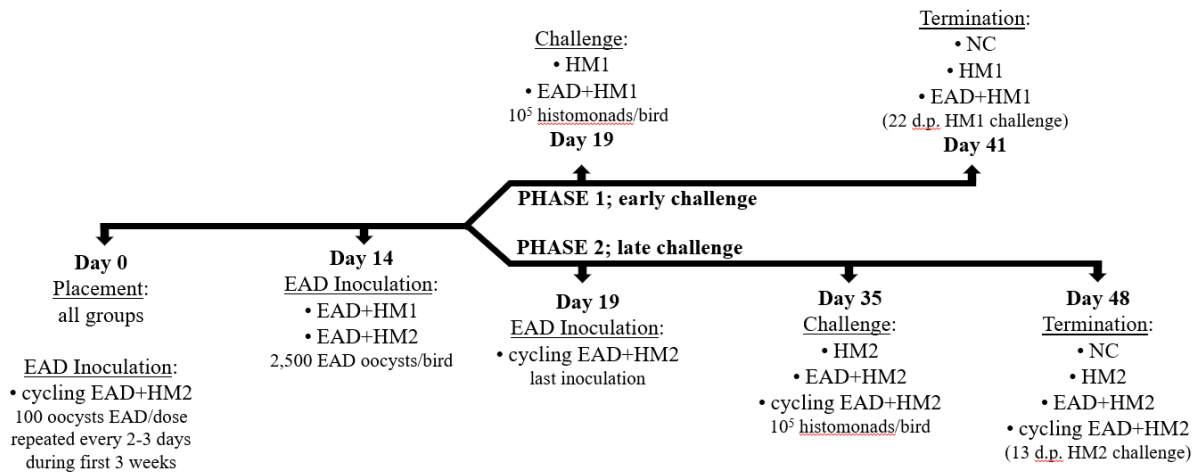 Challenge:
• HM1
• EAD+HM1
10⁵ histomonads/bird
Day 19
Termination:
• NC
• HM1
• EAD+HM1
(22 d.p. HM1 challenge)
Day 41
PHASE 1; early challenge
PHASE 2; late challenge
Day 0
Placement:
all groups
EAD Inoculation:
• cycling EAD+HM2
100 oocysts EAD/dose
repeated every 2-3 days
during first 3 weeks
Day 14
EAD Inoculation:
• EAD+HM1
• EAD+HM2
2,500 EAD oocysts/bird
Day 19
EAD Inoculation:
• cycling EAD+HM2
last inoculation
Day 35
Challenge:
• HM2
• EAD+HM2
• cycling EAD+HM2
10⁵ histomonads/bird
Day 48
Termination:
• NC
• HM2
• EAD+HM2
• cycling EAD+HM2
(13 d.p. HM2 challenge)